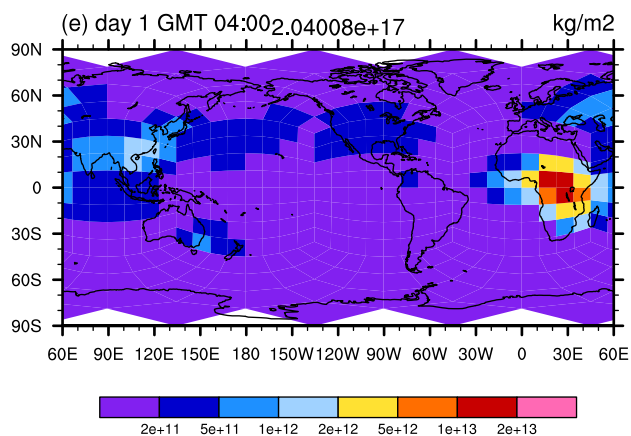 (e) day 1 GMT 04:00 2.04008e+17 kg/m2
90N
60N
30N
0
30S
60S
90S
60E 90E 120E 150E 180 150W 120W 90W 60W 30W 0 30E 60E
2e+11 5e+11 1e+12 2e+12 5e+12 1e+13 2e+13